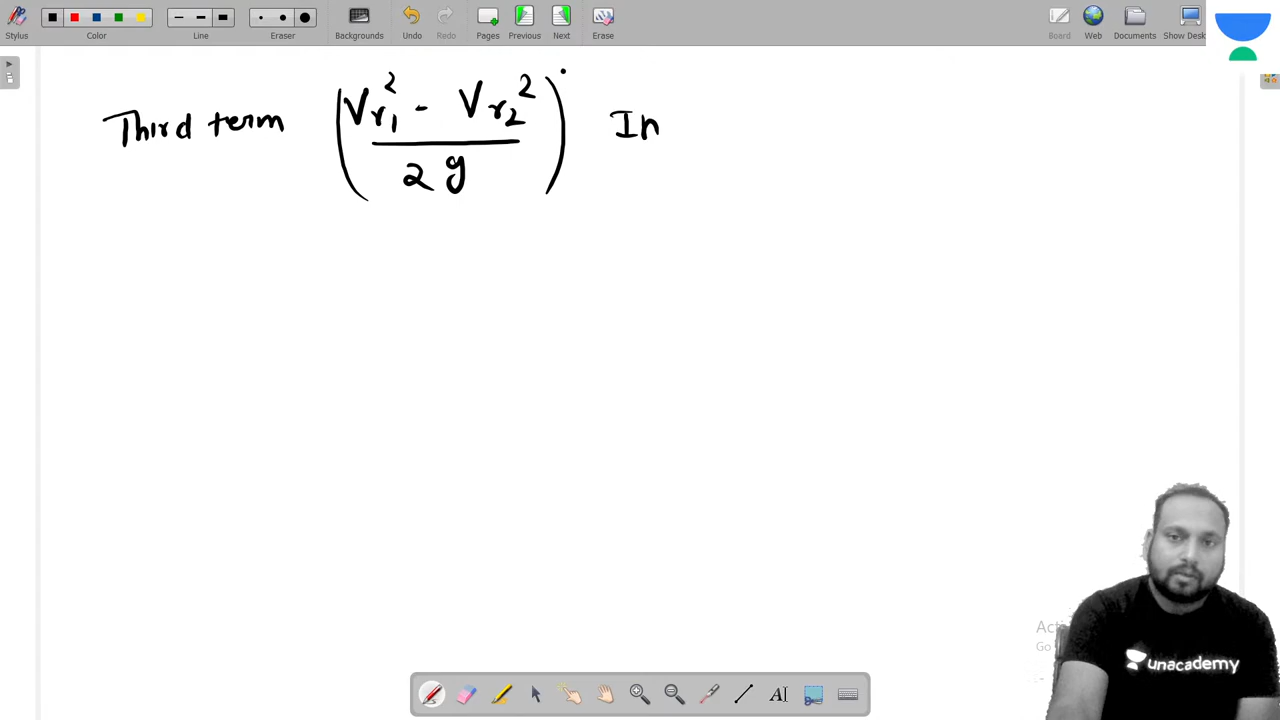 Stylus Color Line Eraser Backgrounds Undo Redo Pages Previous Next Erase Board Web Documents Show Desk
Third term (Vr₁² - Vr₂² / 2g) In
Go
unacademy